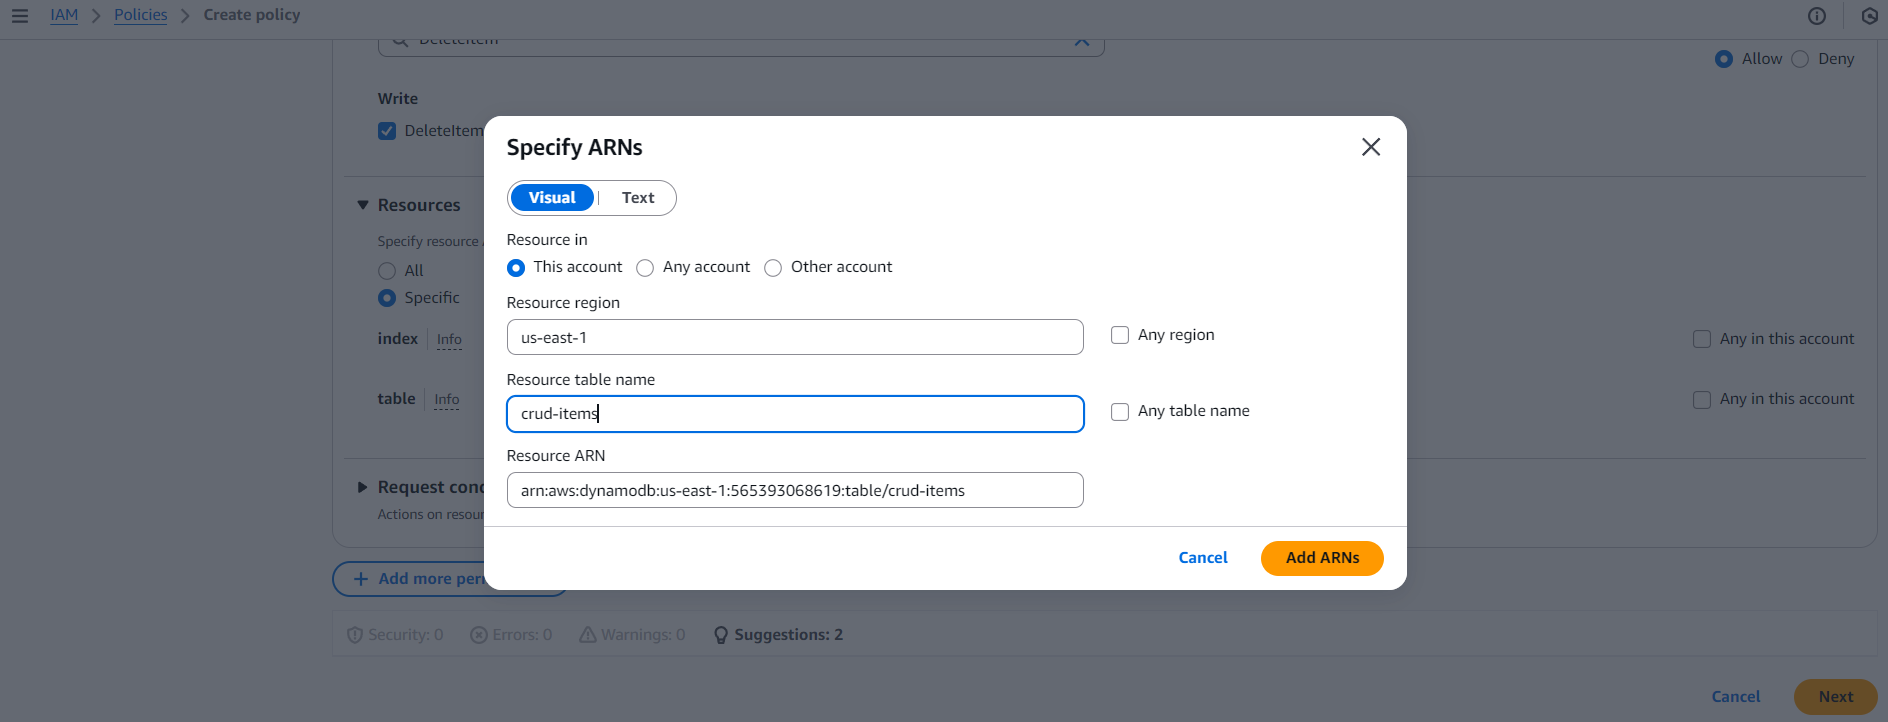 IAM > Policies > Create policy
DeleteItem
Allow Deny
Write
DeleteItem
Specify ARNs
Visual | Text
Resources
Resource in
Specify resource
This account Any account Other account
All
Specific
Resource region
us-east-1
Any region
index Info
Any in this account
Resource table name
crud-items
Any table name
table Info
Any in this account
Resource ARN
arn:aws:dynamodb:us-east-1:565393068619:table/crud-items
Request con
Actions on resour
Cancel Add ARNs
+ Add more per
Security: 0 Errors: 0 Warnings: 0 Suggestions: 2
Cancel Next